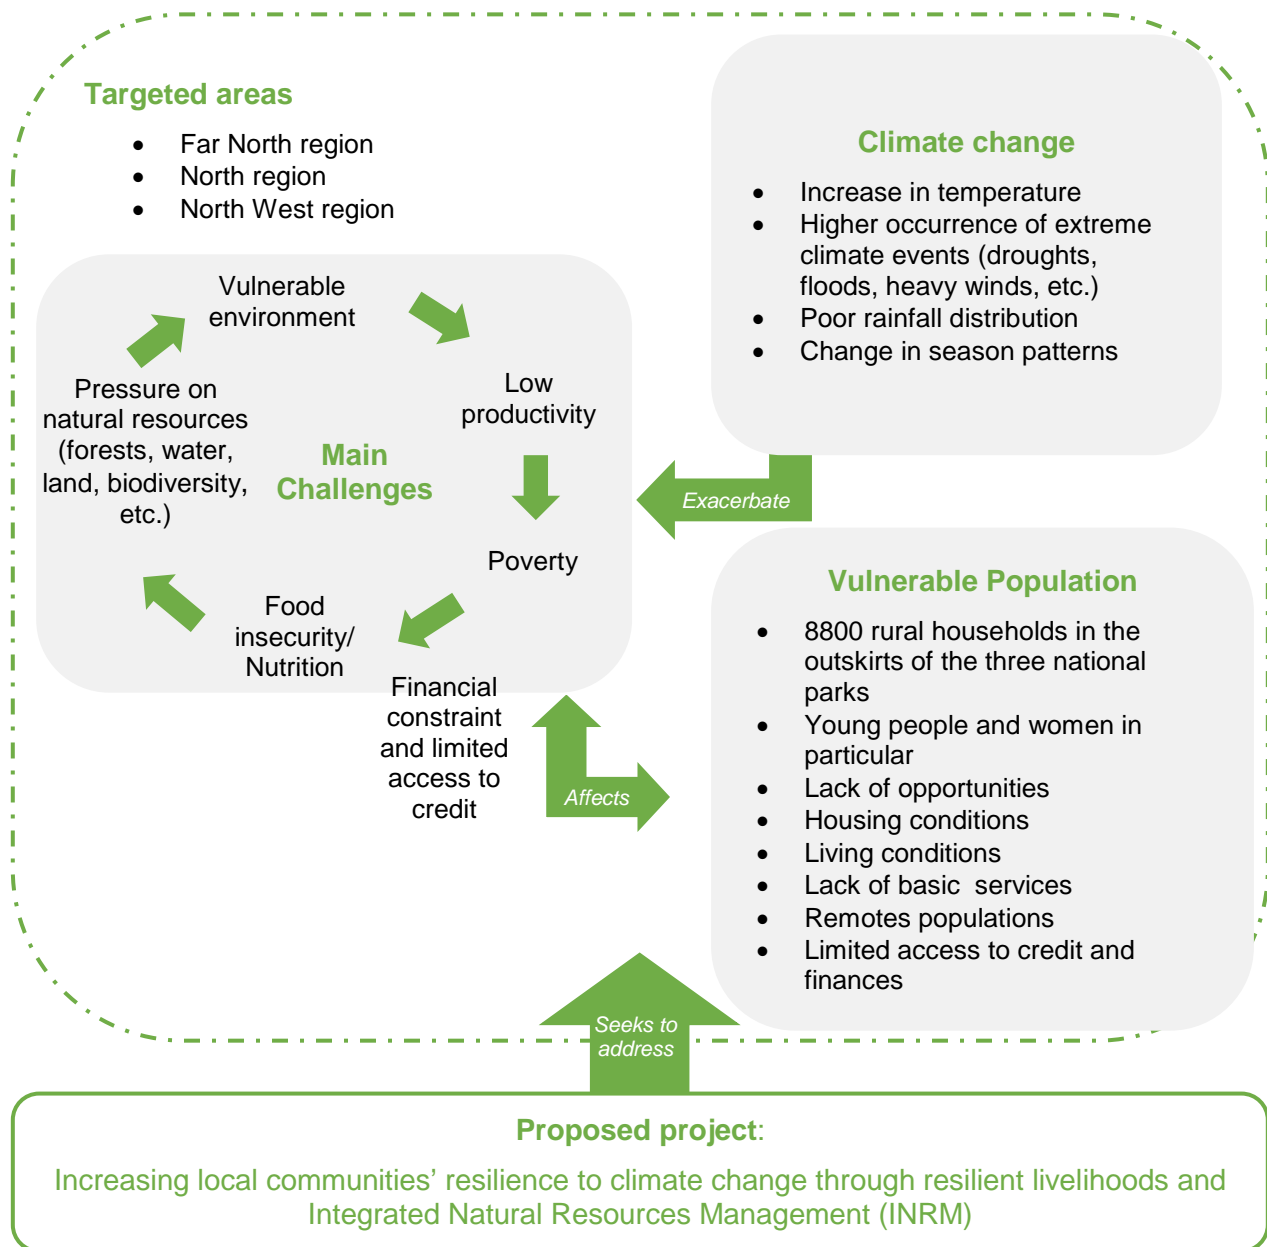 Targeted areas
• Far North region
• North region
• North West region
Climate change
• Increase in temperature
• Higher occurrence of extreme
climate events (droughts,
floods, heavy winds, etc.)
• Poor rainfall distribution
• Change in season patterns
Vulnerable
environment
Low
productivity
Poverty
Financial
constraint
and limited
access to
credit
Food
insecurity/
Nutrition
Pressure on
natural resources
(forests, water,
land, biodiversity,
etc.)
Main
Challenges
Exacerbate
Affects
Vulnerable Population
• 8800 rural households in the
outskirts of the three national
parks
• Young people and women in
particular
• Lack of opportunities
• Housing conditions
• Living conditions
• Lack of basic  services
• Remotes populations
• Limited access to credit and
finances
Seeks to
address
Proposed project:
Increasing local communities’ resilience to climate change through resilient livelihoods and
Integrated Natural Resources Management (INRM)